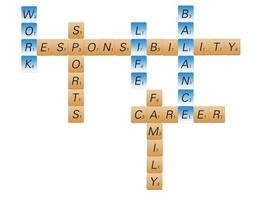 WORK
SPORTS
LIFE
BALANCE
RESPONSIBILITY
FAMILY
CAREER